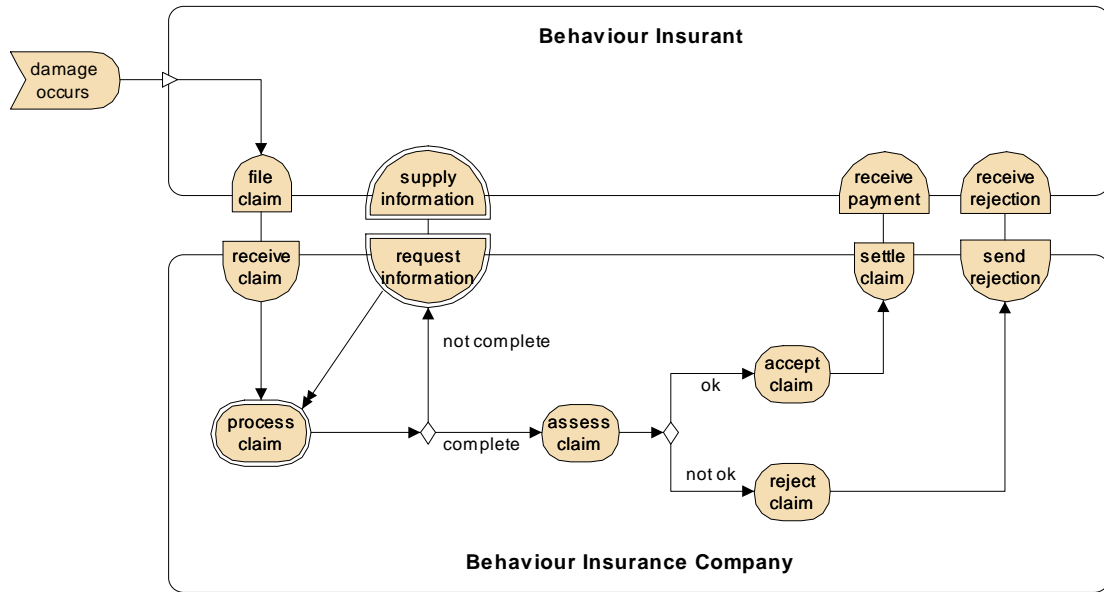 Behaviour Insurant
damage
occurs
file
claim
supply
information
receive
payment
receive
rejection
receive
claim
request
information
settle
claim
send
rejection
not complete
ok
accept
claim
process
claim
complete
assess
claim
not ok
reject
claim
Behaviour Insurance Company